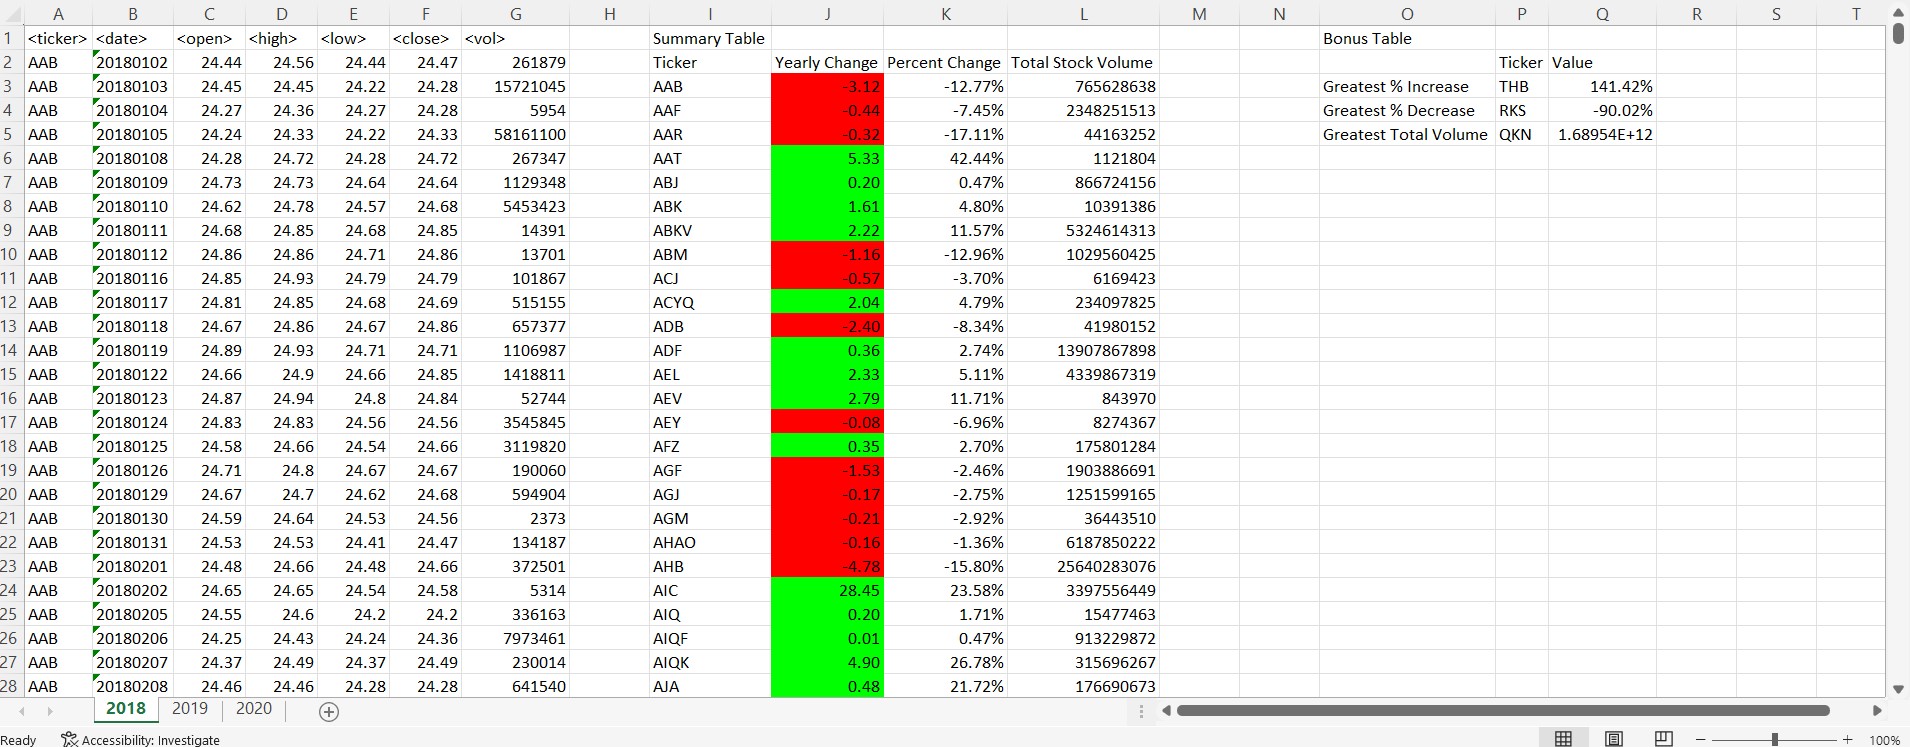 A B C D E F G H I J K L M N O P Q R S T
1 <ticker> <date> <open> <high> <low> <close> <vol> Summary Table Bonus Table
2 AAB 20180102 24.44 24.56 24.44 24.47 261879 Ticker Yearly Change Percent Change Total Stock Volume Ticker Value
3 AAB 20180103 24.45 24.45 24.22 24.28 15721045 AAB -3.12 -12.77% 765628638 Greatest % Increase THB 141.42%
4 AAB 20180104 24.27 24.36 24.27 24.36 5954 AAF -0.44 -7.45% 2348251513 Greatest % Decrease RKS -90.02%
5 AAB 20180105 24.24 24.33 24.22 24.33 58161100 AAR -0.32 -17.11% 44163252 Greatest Total Volume QKN 1.68954E+12
6 AAB 20180108 24.28 24.72 24.28 24.72 267347 AAT 5.33 42.44% 1121804
7 AAB 20180109 24.73 24.73 24.64 24.64 1129348 ABJ 0.20 0.47% 866724156
8 AAB 20180110 24.62 24.78 24.57 24.68 5453423 ABK 1.61 4.80% 10391386
9 AAB 20180111 24.68 24.85 24.68 24.85 14391 ABKV 2.22 11.57% 5324614313
10 AAB 20180112 24.86 24.86 24.71 24.86 13701 ABM -1.16 -12.96% 1029560425
11 AAB 20180116 24.85 24.93 24.79 24.79 101867 ACJ -0.57 -3.70% 6169423
12 AAB 20180117 24.81 24.85 24.68 24.69 515155 ACYQ 2.04 4.79% 234097825
13 AAB 20180118 24.67 24.86 24.67 24.86 657377 ADB -2.40 -8.34% 41980152
14 AAB 20180119 24.89 24.93 24.71 24.71 1106987 ADF 0.36 2.74% 13907867898
15 AAB 20180122 24.66 24.9 24.66 24.85 1418811 AEL 2.33 5.11% 4339867319
16 AAB 20180123 24.87 24.94 24.8 24.84 52744 AEV 2.79 11.71% 843970
17 AAB 20180124 24.83 24.83 24.56 24.56 3545845 AEY -0.08 -6.96% 8274367
18 AAB 20180125 24.58 24.66 24.54 24.66 3119820 AFZ 0.35 2.70% 175801284
19 AAB 20180126 24.71 24.8 24.67 24.67 190060 AGF -1.53 -2.46% 1903886691
20 AAB 20180129 24.67 24.7 24.62 24.68 594904 AGJ -0.17 -2.75% 1251599165
21 AAB 20180130 24.59 24.64 24.53 24.56 2373 AGM -0.21 -2.92% 36443510
22 AAB 20180131 24.53 24.53 24.41 24.47 134187 AHAO -0.16 -1.36% 6187850222
23 AAB 20180201 24.48 24.66 24.48 24.66 372501 AHB -4.78 -15.80% 25640283076
24 AAB 20180202 24.65 24.65 24.54 24.58 5314 AIC 28.45 23.58% 3397556449
25 AAB 20180205 24.55 24.6 24.2 24.2 336163 AIQ 0.20 1.71% 15477463
26 AAB 20180206 24.25 24.43 24.24 24.36 7973461 AIQF 0.01 0.47% 913229872
27 AAB 20180207 24.37 24.49 24.37 24.49 230014 AIQK 4.90 26.78% 315696267
28 AAB 20180208 24.46 24.46 24.28 24.28 641540 AJA 0.48 21.72% 176690673
2018 2019 2020
Ready Accessibility: Investigate 100%